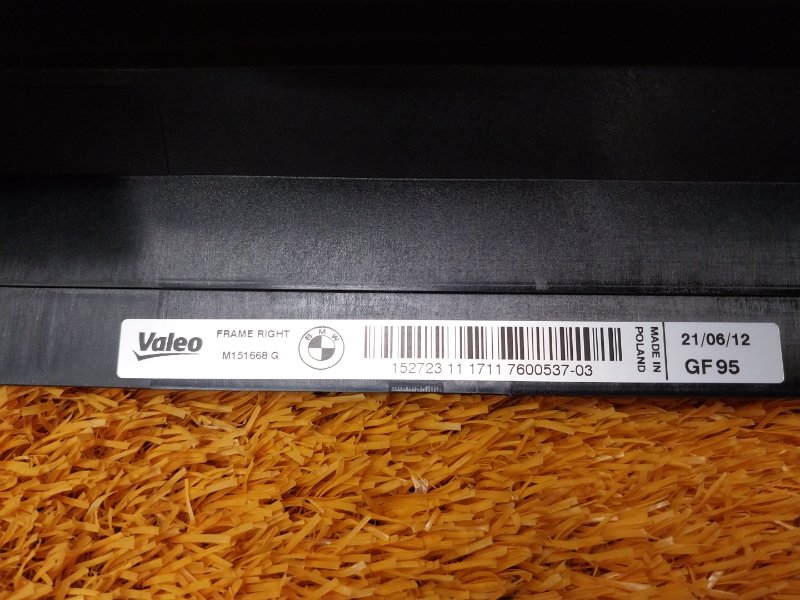 Valeo
FRAME RIGHT
M151668 G
BMW
152723 11 1711 7600537-03
MADE IN
POLAND
21/06/12
GF95